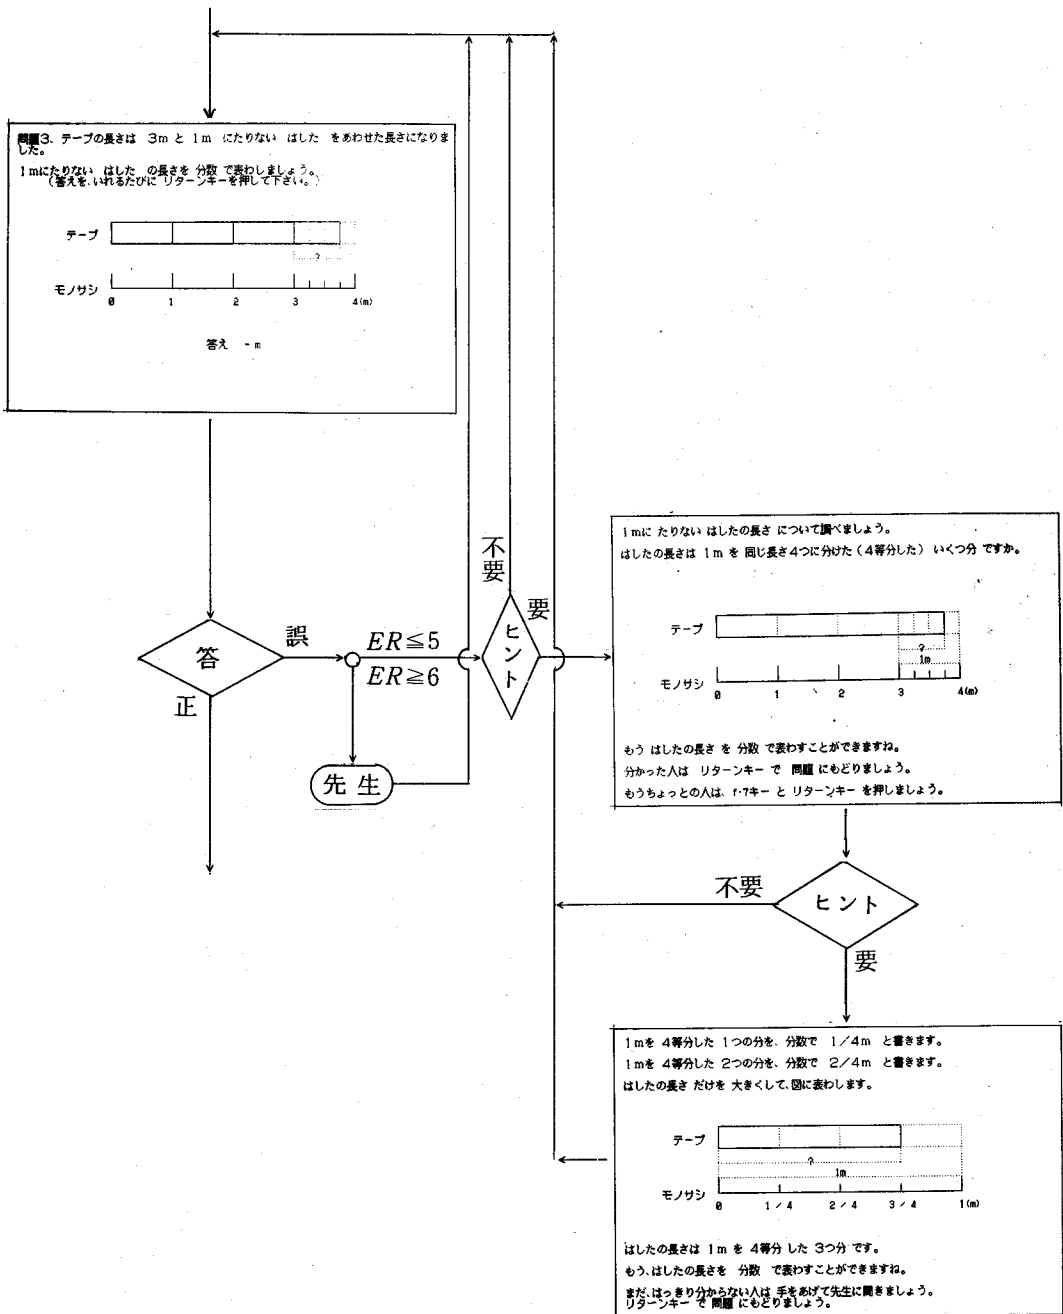 問題3、テープの長さは 3m と 1m にたりない はした をあわせた長さになりま
した。
1mにたりない はした の長さを 分数 で表わしましょう。
(答えを、いれるたびに リターンキーを押して下さい。)
テープ
?
モノサシ
0 1 2 3 4(m)
答え - m
答
誤
正
ER≦5
ER≧6
先生
ヒント
不要
要
1mに たりない はしたの長さ について調べましょう。
はしたの長さは 1m を 同じ長さ4つに分けた(4等分した) いくつ分 ですか。
テープ
?
1m
モノサシ
0 1 2 3 4(m)
もう はしたの長さ を 分数 で表わすことができますね。
分かった人は リターンキー で 問題 にもどりましょう。
もうちょっとの人は、f・7キー と リターンキー を押しましょう。
ヒント
不要
要
1mを 4等分した 1つの分を、分数で 1/4m と書きます。
1mを 4等分した 2つの分を、分数で 2/4m と書きます。
はしたの長さ だけを 大きくして、図に表わします。
テープ
?
1m
モノサシ
0 1/4 2/4 3/4 1(m)
はしたの長さは 1m を 4等分 した 3つ分 です。
もう、はしたの長さを 分数 で表わすことができますね。
まだ、はっきり分からない人は 手をあげて先生に聞きましょう。
リターンキー で 問題 にもどりましょう。